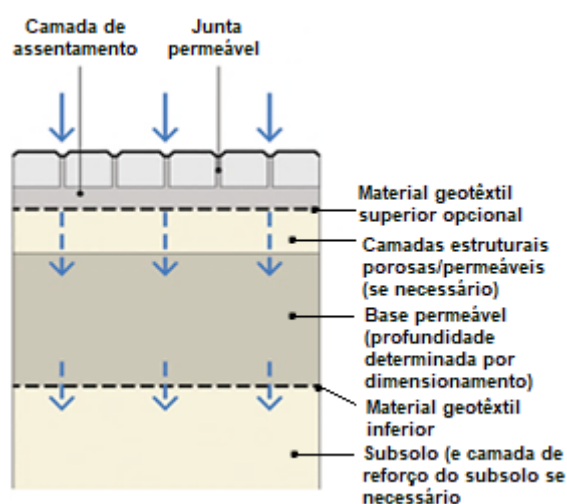 Camada de
assentamento
Junta
permeável
Material geotêxtil
superior opcional
Camadas estruturais
porosas/permeáveis
(se necessário)
Base permeável
(profundidade
determinada por
dimensionamento)
Material geotêxtil
inferior
Subsolo (e camada de
reforço do subsolo se
necessário